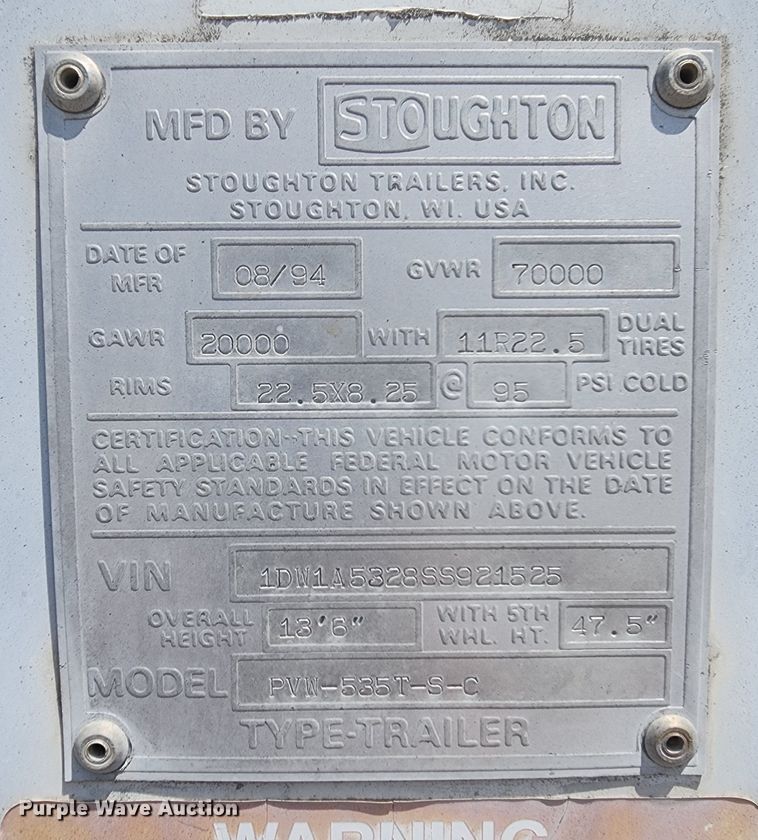 MFD BY STOUGHTON
STOUGHTON TRAILERS, INC.
STOUGHTON, WI. USA
DATE OF MFR 08/94 GVWR 70000
GAWR 20000 WITH 11R22.5 DUAL TIRES
RIMS 22.5X8.25 @ 95 PSI COLD
CERTIFICATION--THIS VEHICLE CONFORMS TO
ALL APPLICABLE FEDERAL MOTOR VEHICLE
SAFETY STANDARDS IN EFFECT ON THE DATE
OF MANUFACTURE SHOWN ABOVE.
VIN 1DW1A5328SS921525
OVERALL HEIGHT 13'6" WITH 5TH WHL. HT. 47.5"
MODEL PVW-535T-S-C
TYPE-TRAILER
Purple Wave Auction
WARNING